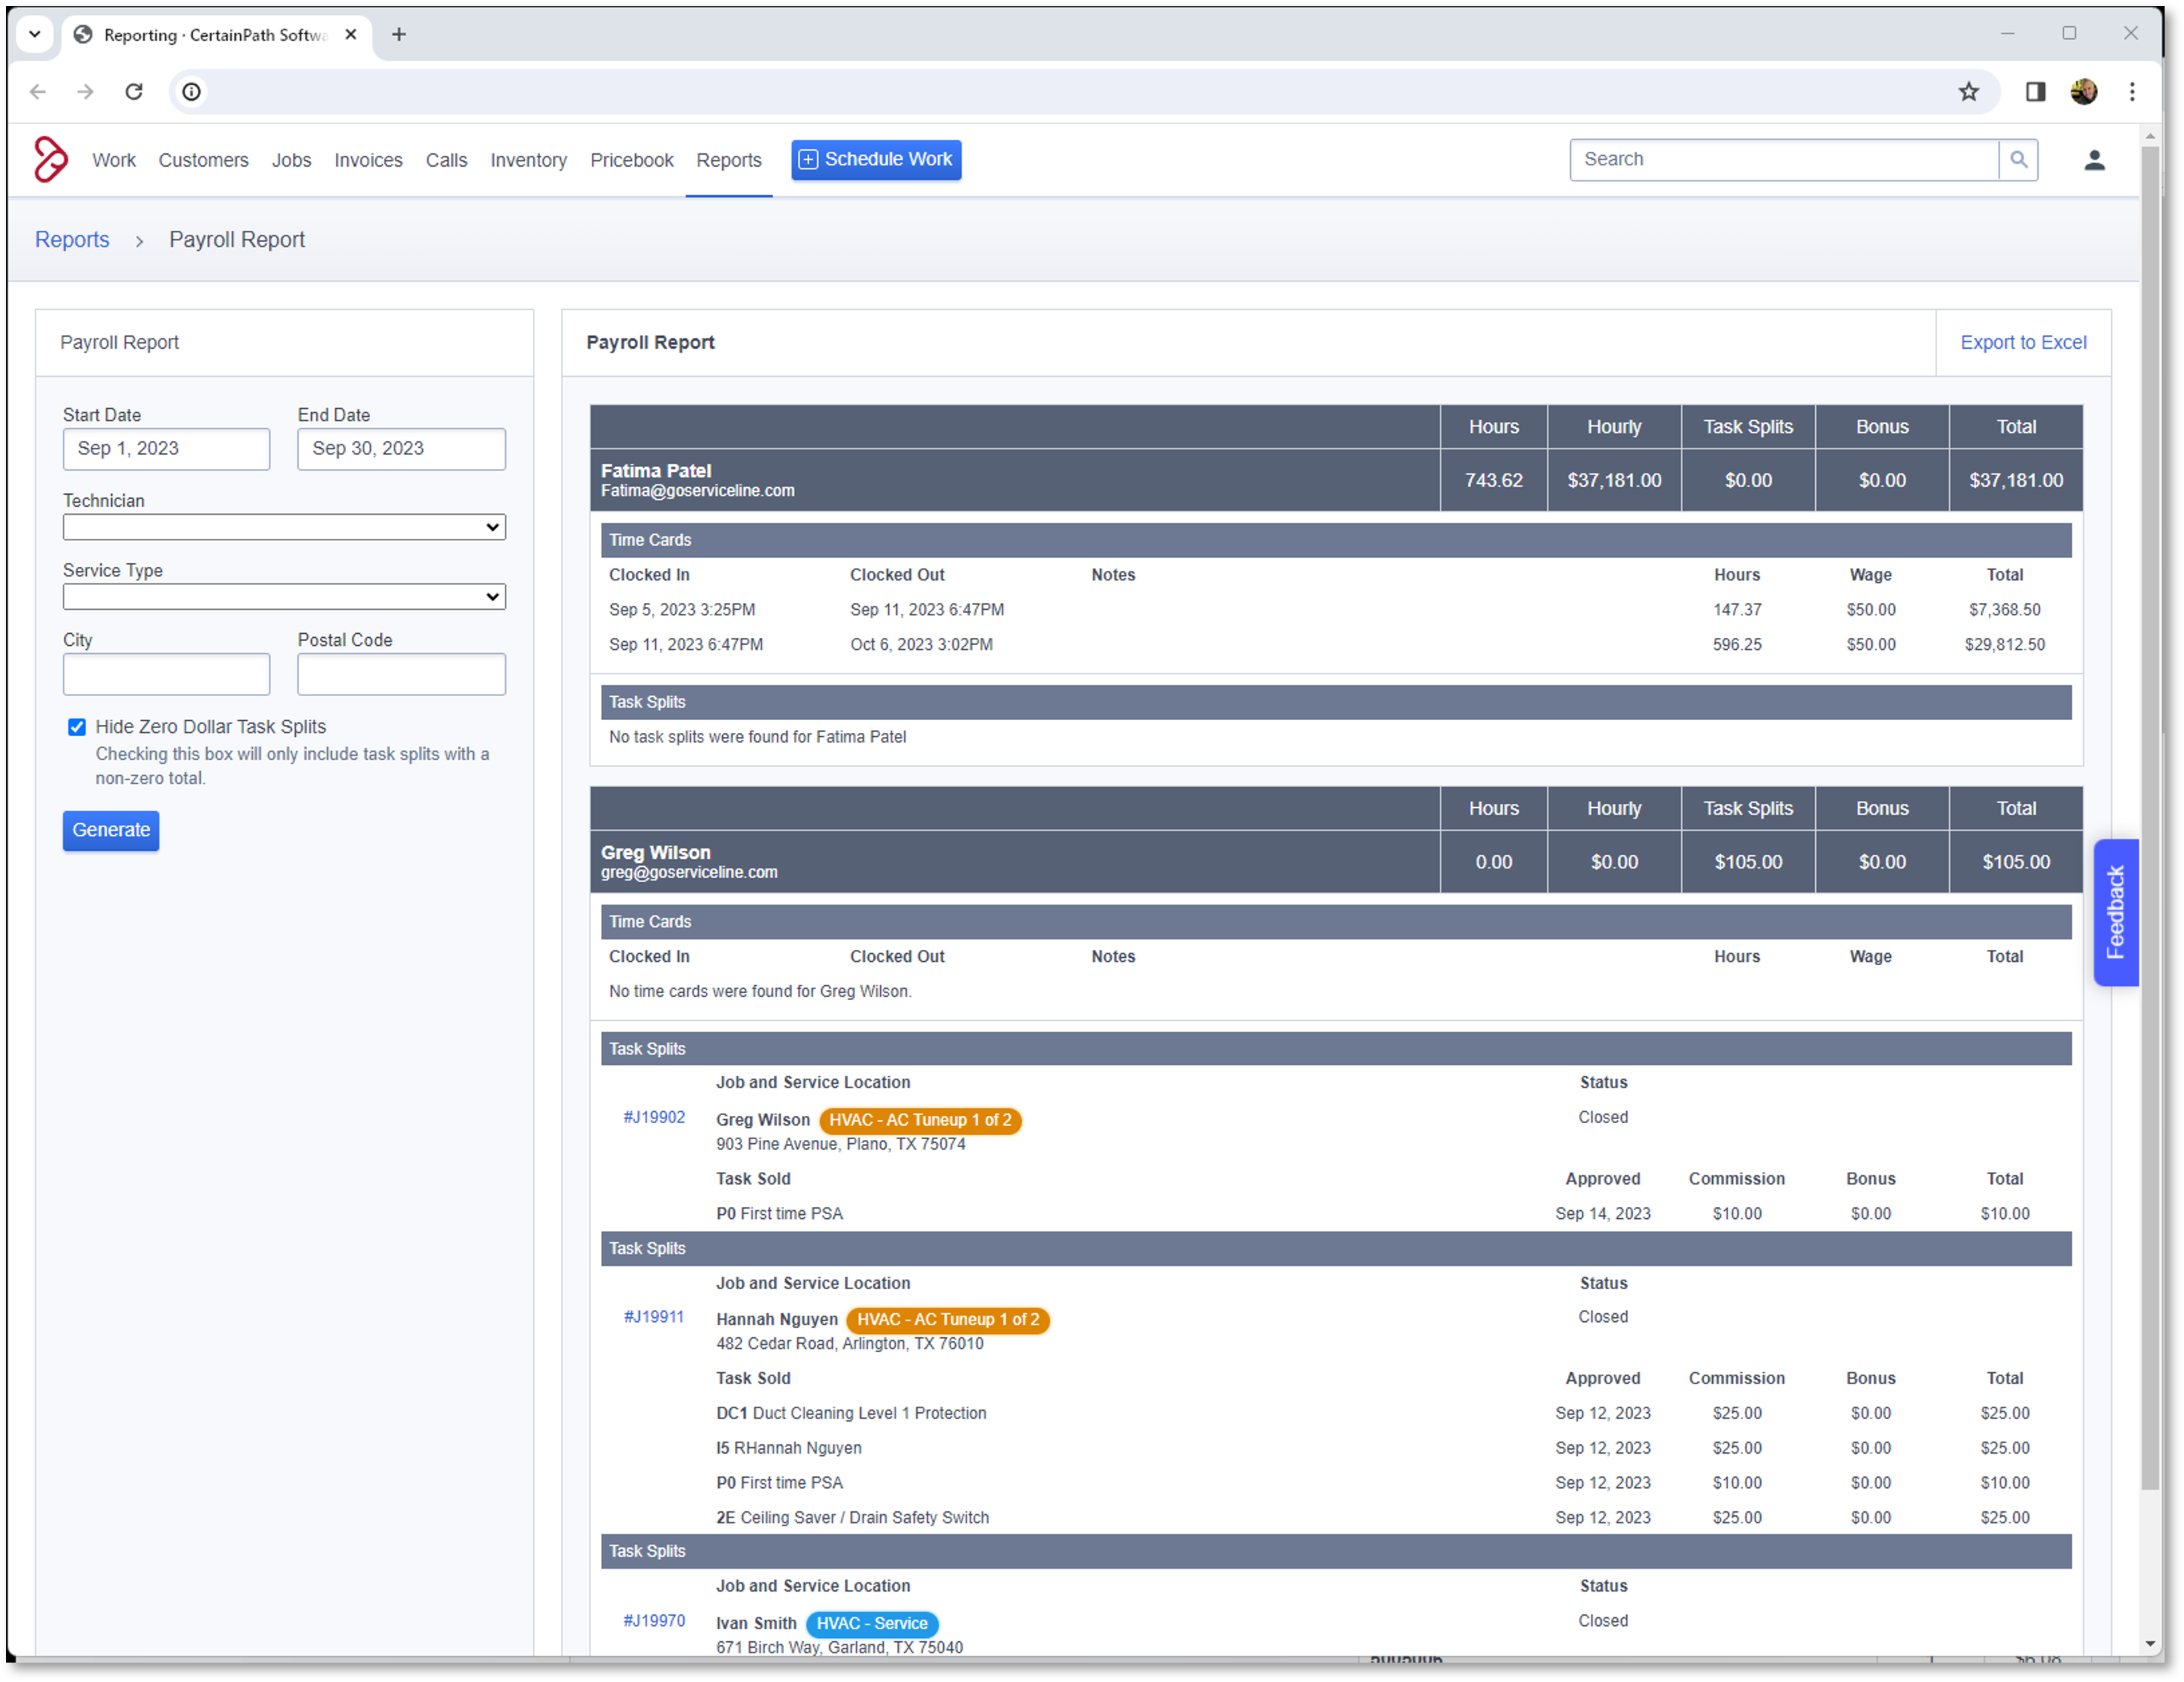 Reporting · CertainPath Softwa
Work Customers Jobs Invoices Calls Inventory Pricebook Reports Schedule Work Search
Reports › Payroll Report
Payroll Report
Start Date End Date
Sep 1, 2023 Sep 30, 2023
Technician
Service Type
City Postal Code
Hide Zero Dollar Task Splits
Checking this box will only include task splits with a
non-zero total.
Generate
Payroll Report Export to Excel
Hours Hourly Task Splits Bonus Total
Fatima Patel
Fatima@goserviceline.com
743.62 $37,181.00 $0.00 $0.00 $37,181.00
Time Cards
Clocked In Clocked Out Notes Hours Wage Total
Sep 5, 2023 3:25PM Sep 11, 2023 6:47PM 147.37 $50.00 $7,368.50
Sep 11, 2023 6:47PM Oct 6, 2023 3:02PM 596.25 $50.00 $29,812.50
Task Splits
No task splits were found for Fatima Patel
Hours Hourly Task Splits Bonus Total
Greg Wilson
greg@goserviceline.com
0.00 $0.00 $105.00 $0.00 $105.00
Time Cards
Clocked In Clocked Out Notes Hours Wage Total
No time cards were found for Greg Wilson.
Task Splits
Job and Service Location Status
#J19902 Greg Wilson HVAC - AC Tuneup 1 of 2 Closed
903 Pine Avenue, Plano, TX 75074
Task Sold Approved Commission Bonus Total
P0 First time PSA Sep 14, 2023 $10.00 $0.00 $10.00
Task Splits
Job and Service Location Status
#J19911 Hannah Nguyen HVAC - AC Tuneup 1 of 2 Closed
482 Cedar Road, Arlington, TX 76010
Task Sold Approved Commission Bonus Total
DC1 Duct Cleaning Level 1 Protection Sep 12, 2023 $25.00 $0.00 $25.00
I5 RHannah Nguyen Sep 12, 2023 $25.00 $0.00 $25.00
P0 First time PSA Sep 12, 2023 $10.00 $0.00 $10.00
2E Ceiling Saver / Drain Safety Switch Sep 12, 2023 $25.00 $0.00 $25.00
Task Splits
Job and Service Location Status
#J19970 Ivan Smith HVAC - Service Closed
671 Birch Way, Garland, TX 75040
Feedback